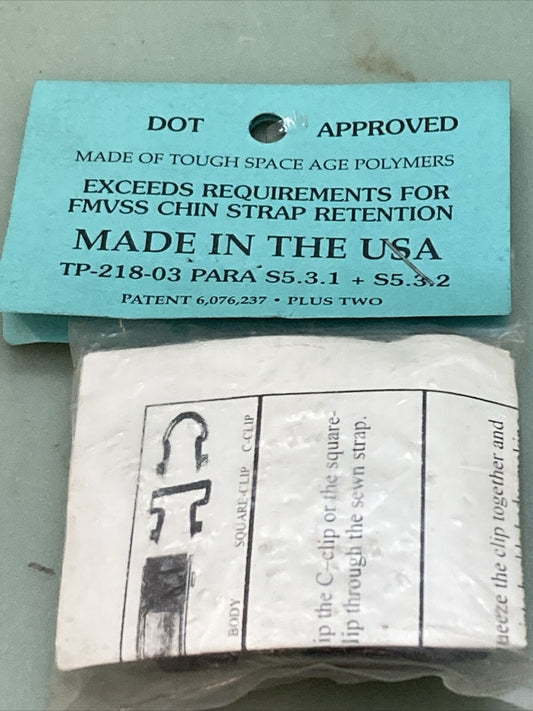 DOT APPROVED
MADE OF TOUGH SPACE AGE POLYMERS
EXCEEDS REQUIREMENTS FOR
FMVSS CHIN STRAP RETENTION
MADE IN THE USA
TP-218-03 PARA S5.3.1 + S5.3.2
PATENT 6,076,237 • PLUS TWO
C-CLIP
SQUARE-CLIP
BODY
ip the C-clip or the square-
lip through the sewn strap.
ueeze the clip together and